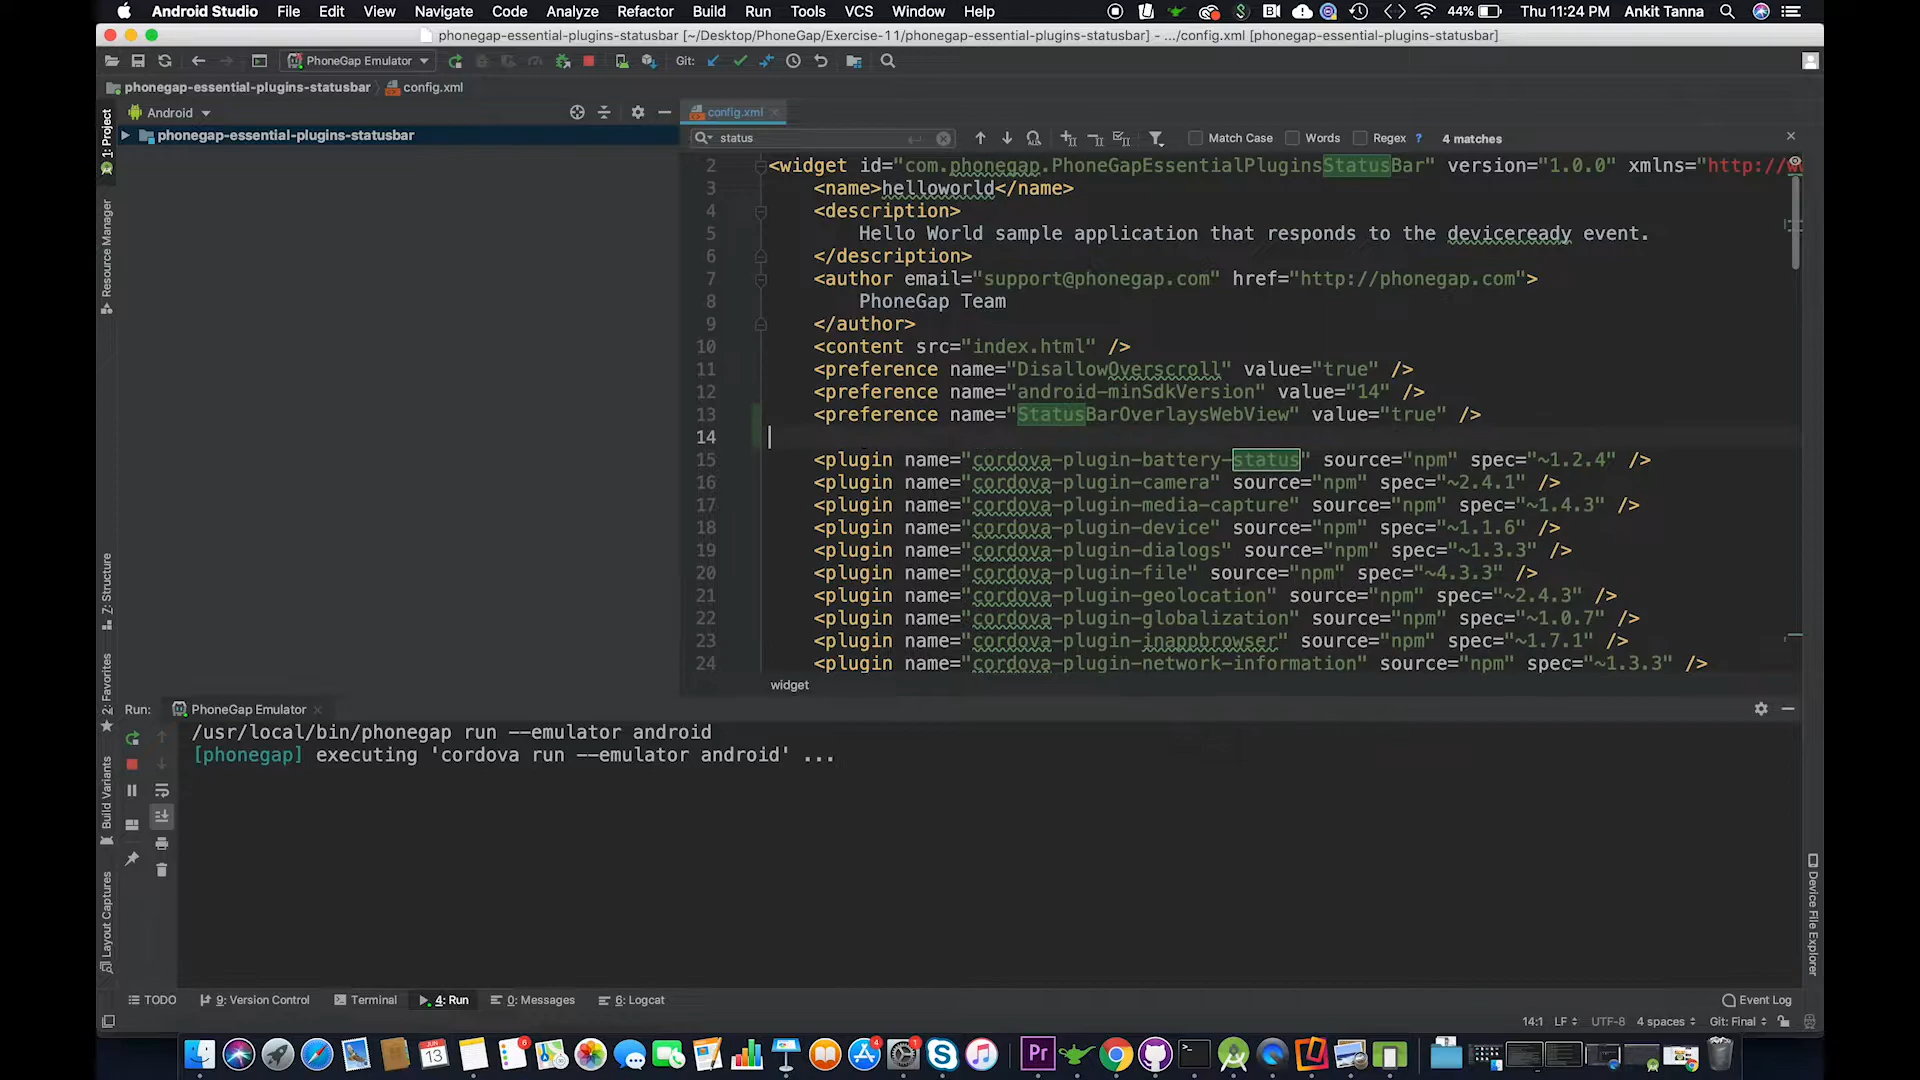 Android Studio File Edit View Navigate Code Analyze Refactor Build Run Tools VCS Window Help 44% Thu 11:24 PM Ankit Tanna
phonegap-essential-plugins-statusbar [~/Desktop/PhoneGap/Exercise-11/phonegap-essential-plugins-statusbar] - .../config.xml [phonegap-essential-plugins-statusbar]
PhoneGap Emulator Git:
phonegap-essential-plugins-statusbar config.xml
Android config.xml
phonegap-essential-plugins-statusbar
status Match Case Words Regex ? 4 matches
2 <widget id="com.phonegap.PhoneGapEssentialPluginsStatusBar" version="1.0.0" xmlns="http://w
3 <name>helloworld</name>
4 <description>
5 Hello World sample application that responds to the deviceready event.
6 </description>
7 <author email="support@phonegap.com" href="http://phonegap.com">
8 PhoneGap Team
9 </author>
10 <content src="index.html" />
11 <preference name="DisallowOverscroll" value="true" />
12 <preference name="android-minSdkVersion" value="14" />
13 <preference name="StatusBarOverlaysWebView" value="true" />
14
15 <plugin name="cordova-plugin-battery-status" source="npm" spec="~1.2.4" />
16 <plugin name="cordova-plugin-camera" source="npm" spec="~2.4.1" />
17 <plugin name="cordova-plugin-media-capture" source="npm" spec="~1.4.3" />
18 <plugin name="cordova-plugin-device" source="npm" spec="~1.1.6" />
19 <plugin name="cordova-plugin-dialogs" source="npm" spec="~1.3.3" />
20 <plugin name="cordova-plugin-file" source="npm" spec="~4.3.3" />
21 <plugin name="cordova-plugin-geolocation" source="npm" spec="~2.4.3" />
22 <plugin name="cordova-plugin-globalization" source="npm" spec="~1.0.7" />
23 <plugin name="cordova-plugin-inappbrowser" source="npm" spec="~1.7.1" />
24 <plugin name="cordova-plugin-network-information" source="npm" spec="~1.3.3" />
widget
1: Project
Resource Manager
Z: Structure
2: Favorites
Build Variants
Layout Captures
Device File Explorer
Run: PhoneGap Emulator
/usr/local/bin/phonegap run --emulator android
[phonegap] executing 'cordova run --emulator android' ...
TODO 9: Version Control Terminal 4: Run 0: Messages 6: Logcat Event Log
14:1 LF UTF-8 4 spaces Git: Final
JUN
13
6
4
1
Pr